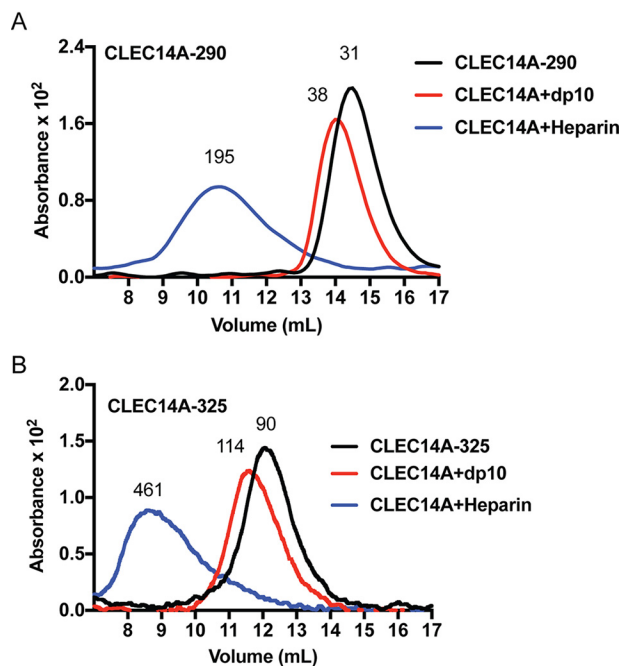 A
CLEC14A-290
2.4
1.6
0.8
0.0
Absorbance x 10²
195
38
31
CLEC14A-290
CLEC14A+dp10
CLEC14A+Heparin
8 9 10 11 12 13 14 15 16 17
Volume (mL)
B
CLEC14A-325
2.0
1.5
1.0
0.5
0.0
Absorbance x 10²
461
114
90
CLEC14A-325
CLEC14A+dp10
CLEC14A+Heparin
8 9 10 11 12 13 14 15 16 17
Volume (mL)